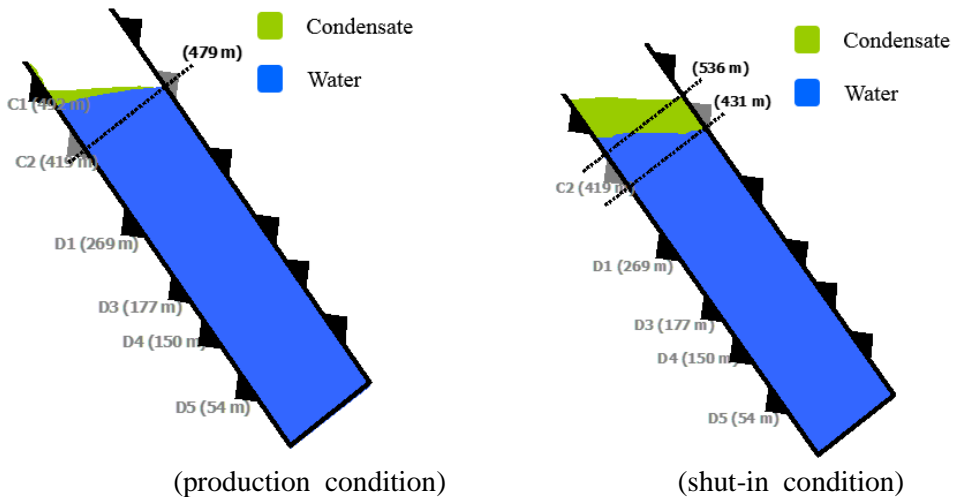 Condensate
(479 m)
Water
C1
C2 (419 m)
D1 (269 m)
D3 (177 m)
D4 (150 m)
D5 (54 m)
(production condition)
Condensate
(536 m)
Water
(431 m)
C2 (419 m)
D1 (269 m)
D3 (177 m)
D4 (150 m)
D5 (54 m)
(shut-in condition)